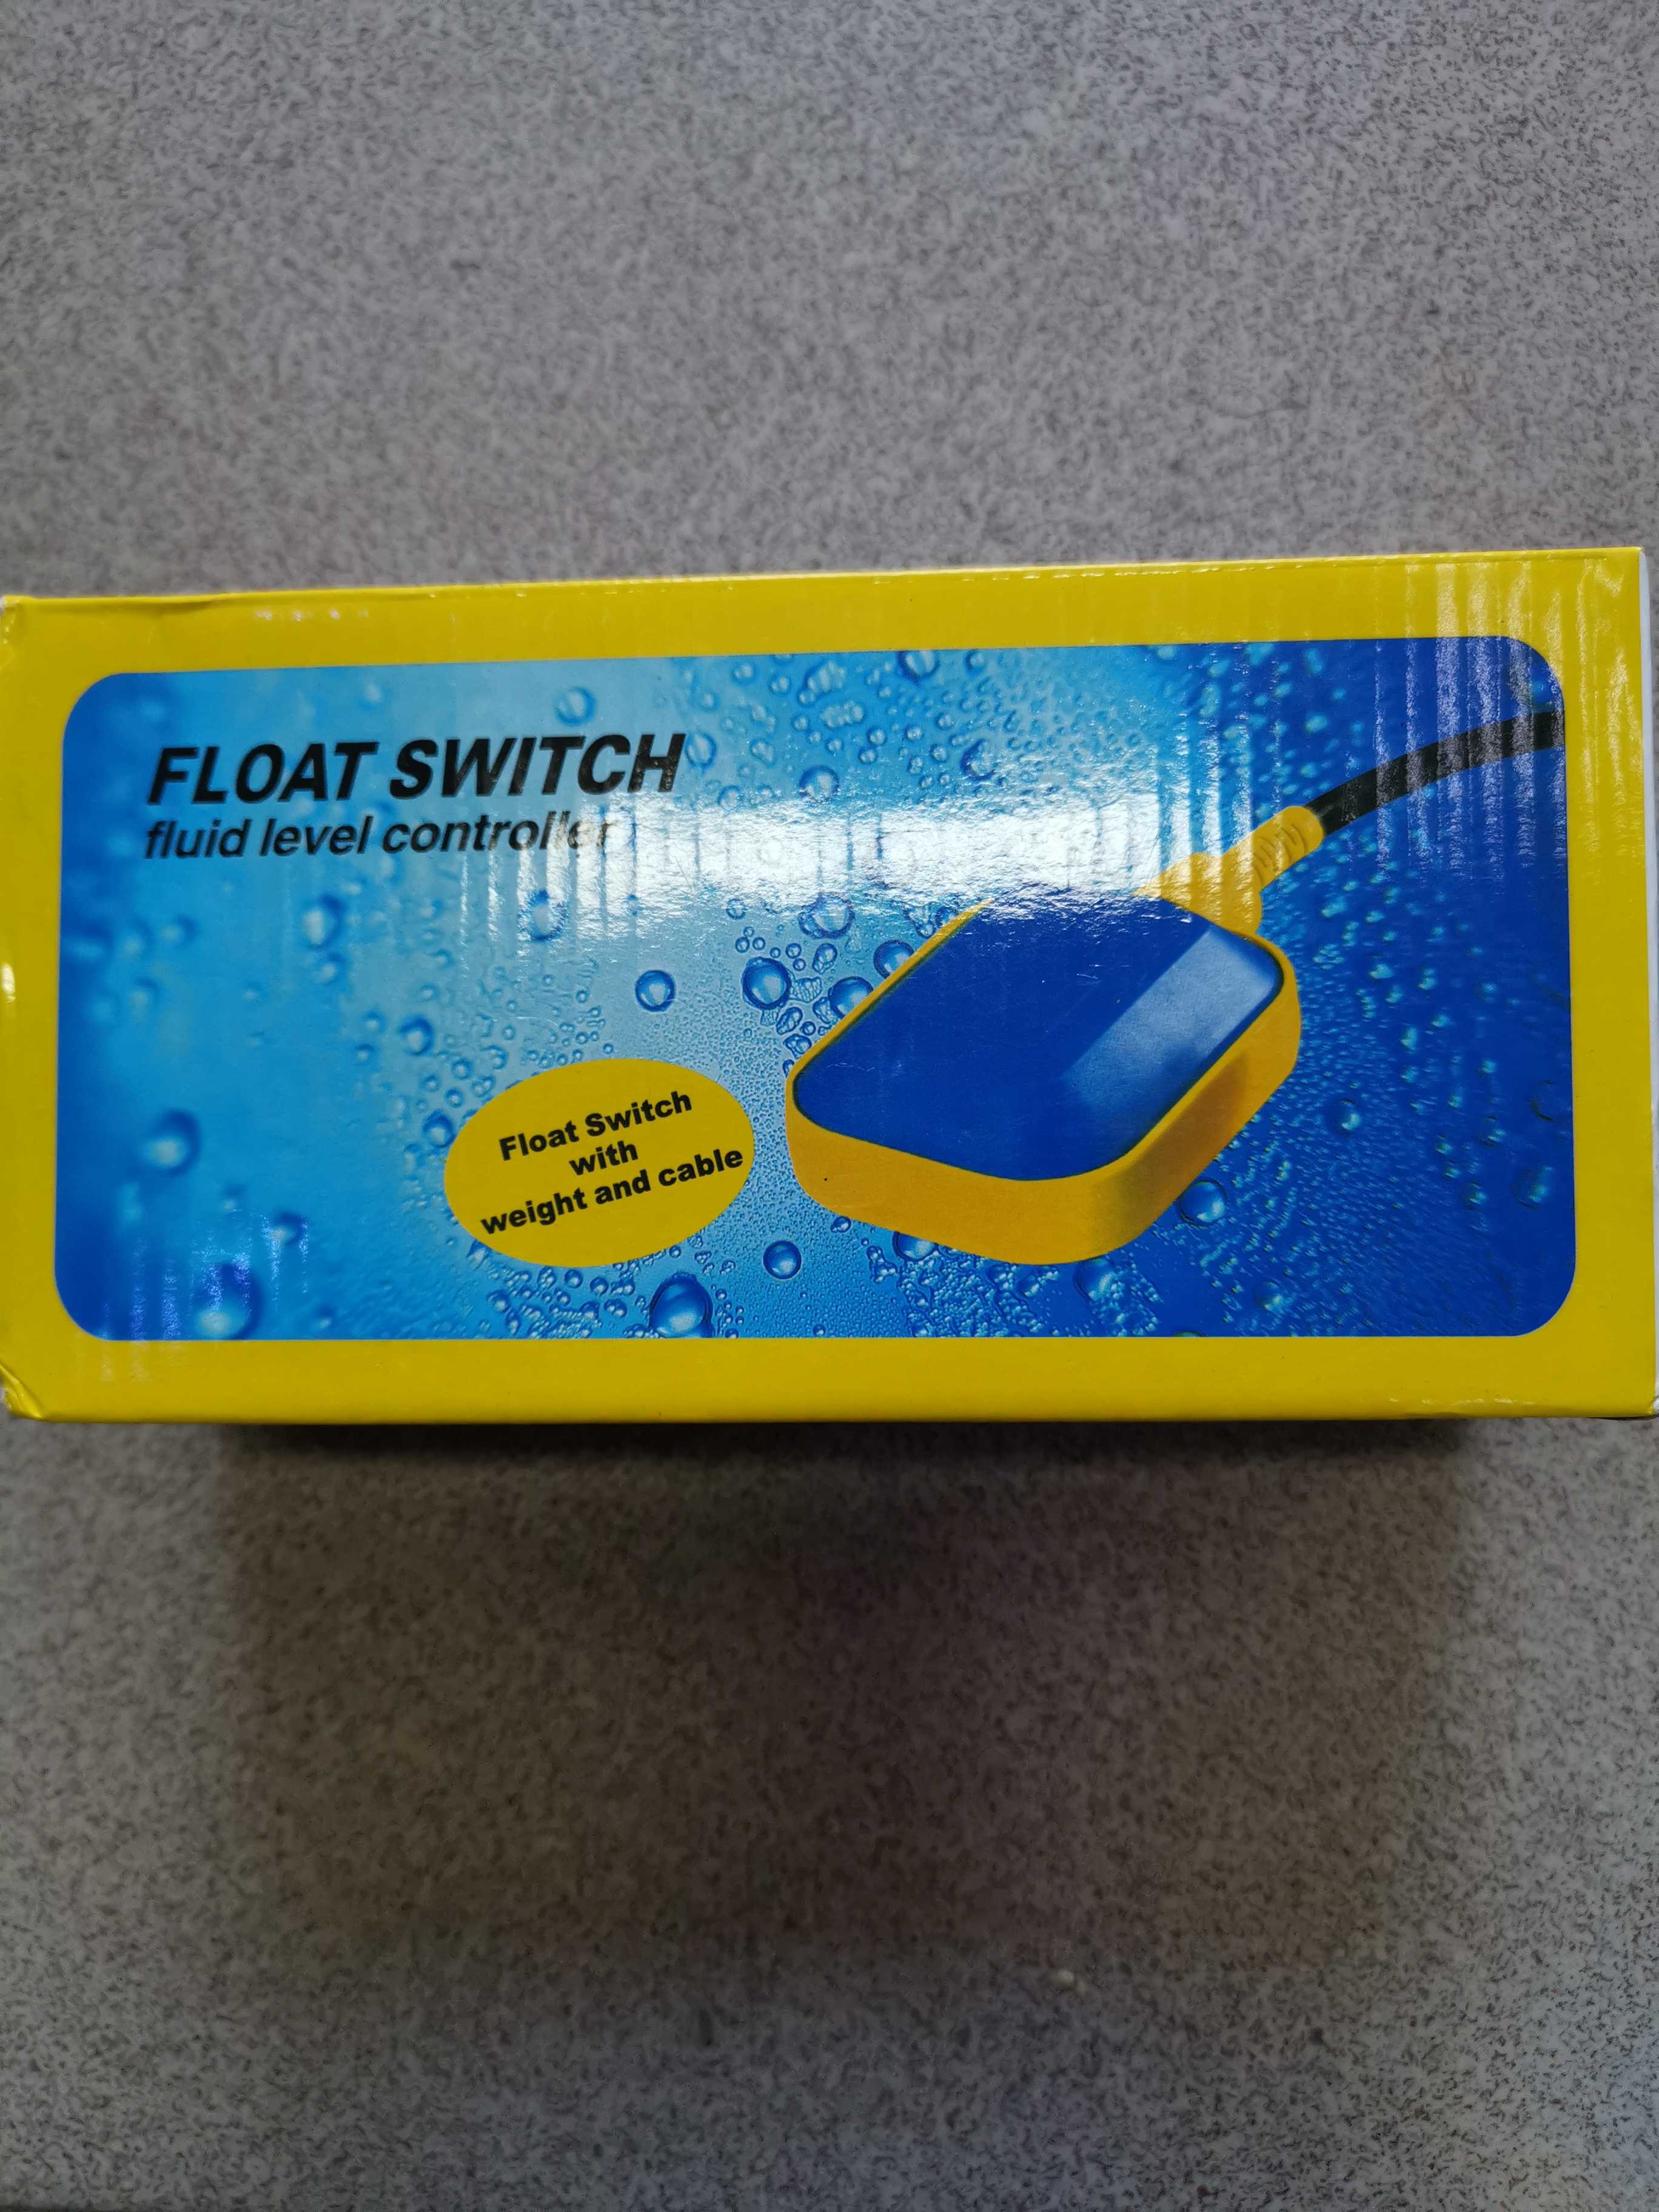 FLOAT SWITCH
fluid level controller
Float Switch
with
weight and cable